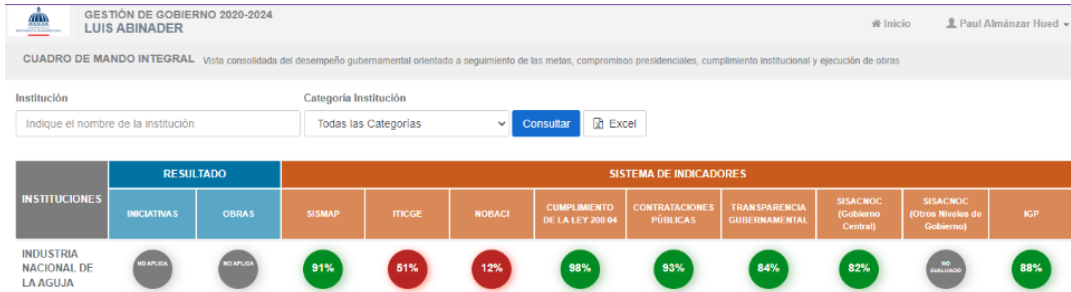 GESTIÓN DE GOBIERNO 2020-2024
LUIS ABINADER
Inicio
Paul Almánzar Hued
CUADRO DE MANDO INTEGRAL Vista consolidada del desempeño gubernamental orientado a seguimiento de las metas, compromisos presidenciales, cumplimiento institucional y ejecución de obras
Institución
Categoría Institución
Indique el nombre de la institución
Todas las Categorías
Consultar
Excel
INSTITUCIONES
RESULTADO
SISTEMA DE INDICADORES
INICIATIVAS
OBRAS
SISMAP
ITICGE
NOBACI
CUMPLIMIENTO
DE LA LEY 200 04
CONTRATACIONES
PÚBLICAS
TRANSPARENCIA
GUBERNAMENTAL
SISACNOC
(Gobierno
Central)
SISACNOC
(Otros Niveles de
Gobierno)
IGP
INDUSTRIA
NACIONAL DE
LA AGUJA
NO APLICA
NO APLICA
91%
51%
12%
98%
93%
84%
82%
NO
EVALUADO
88%